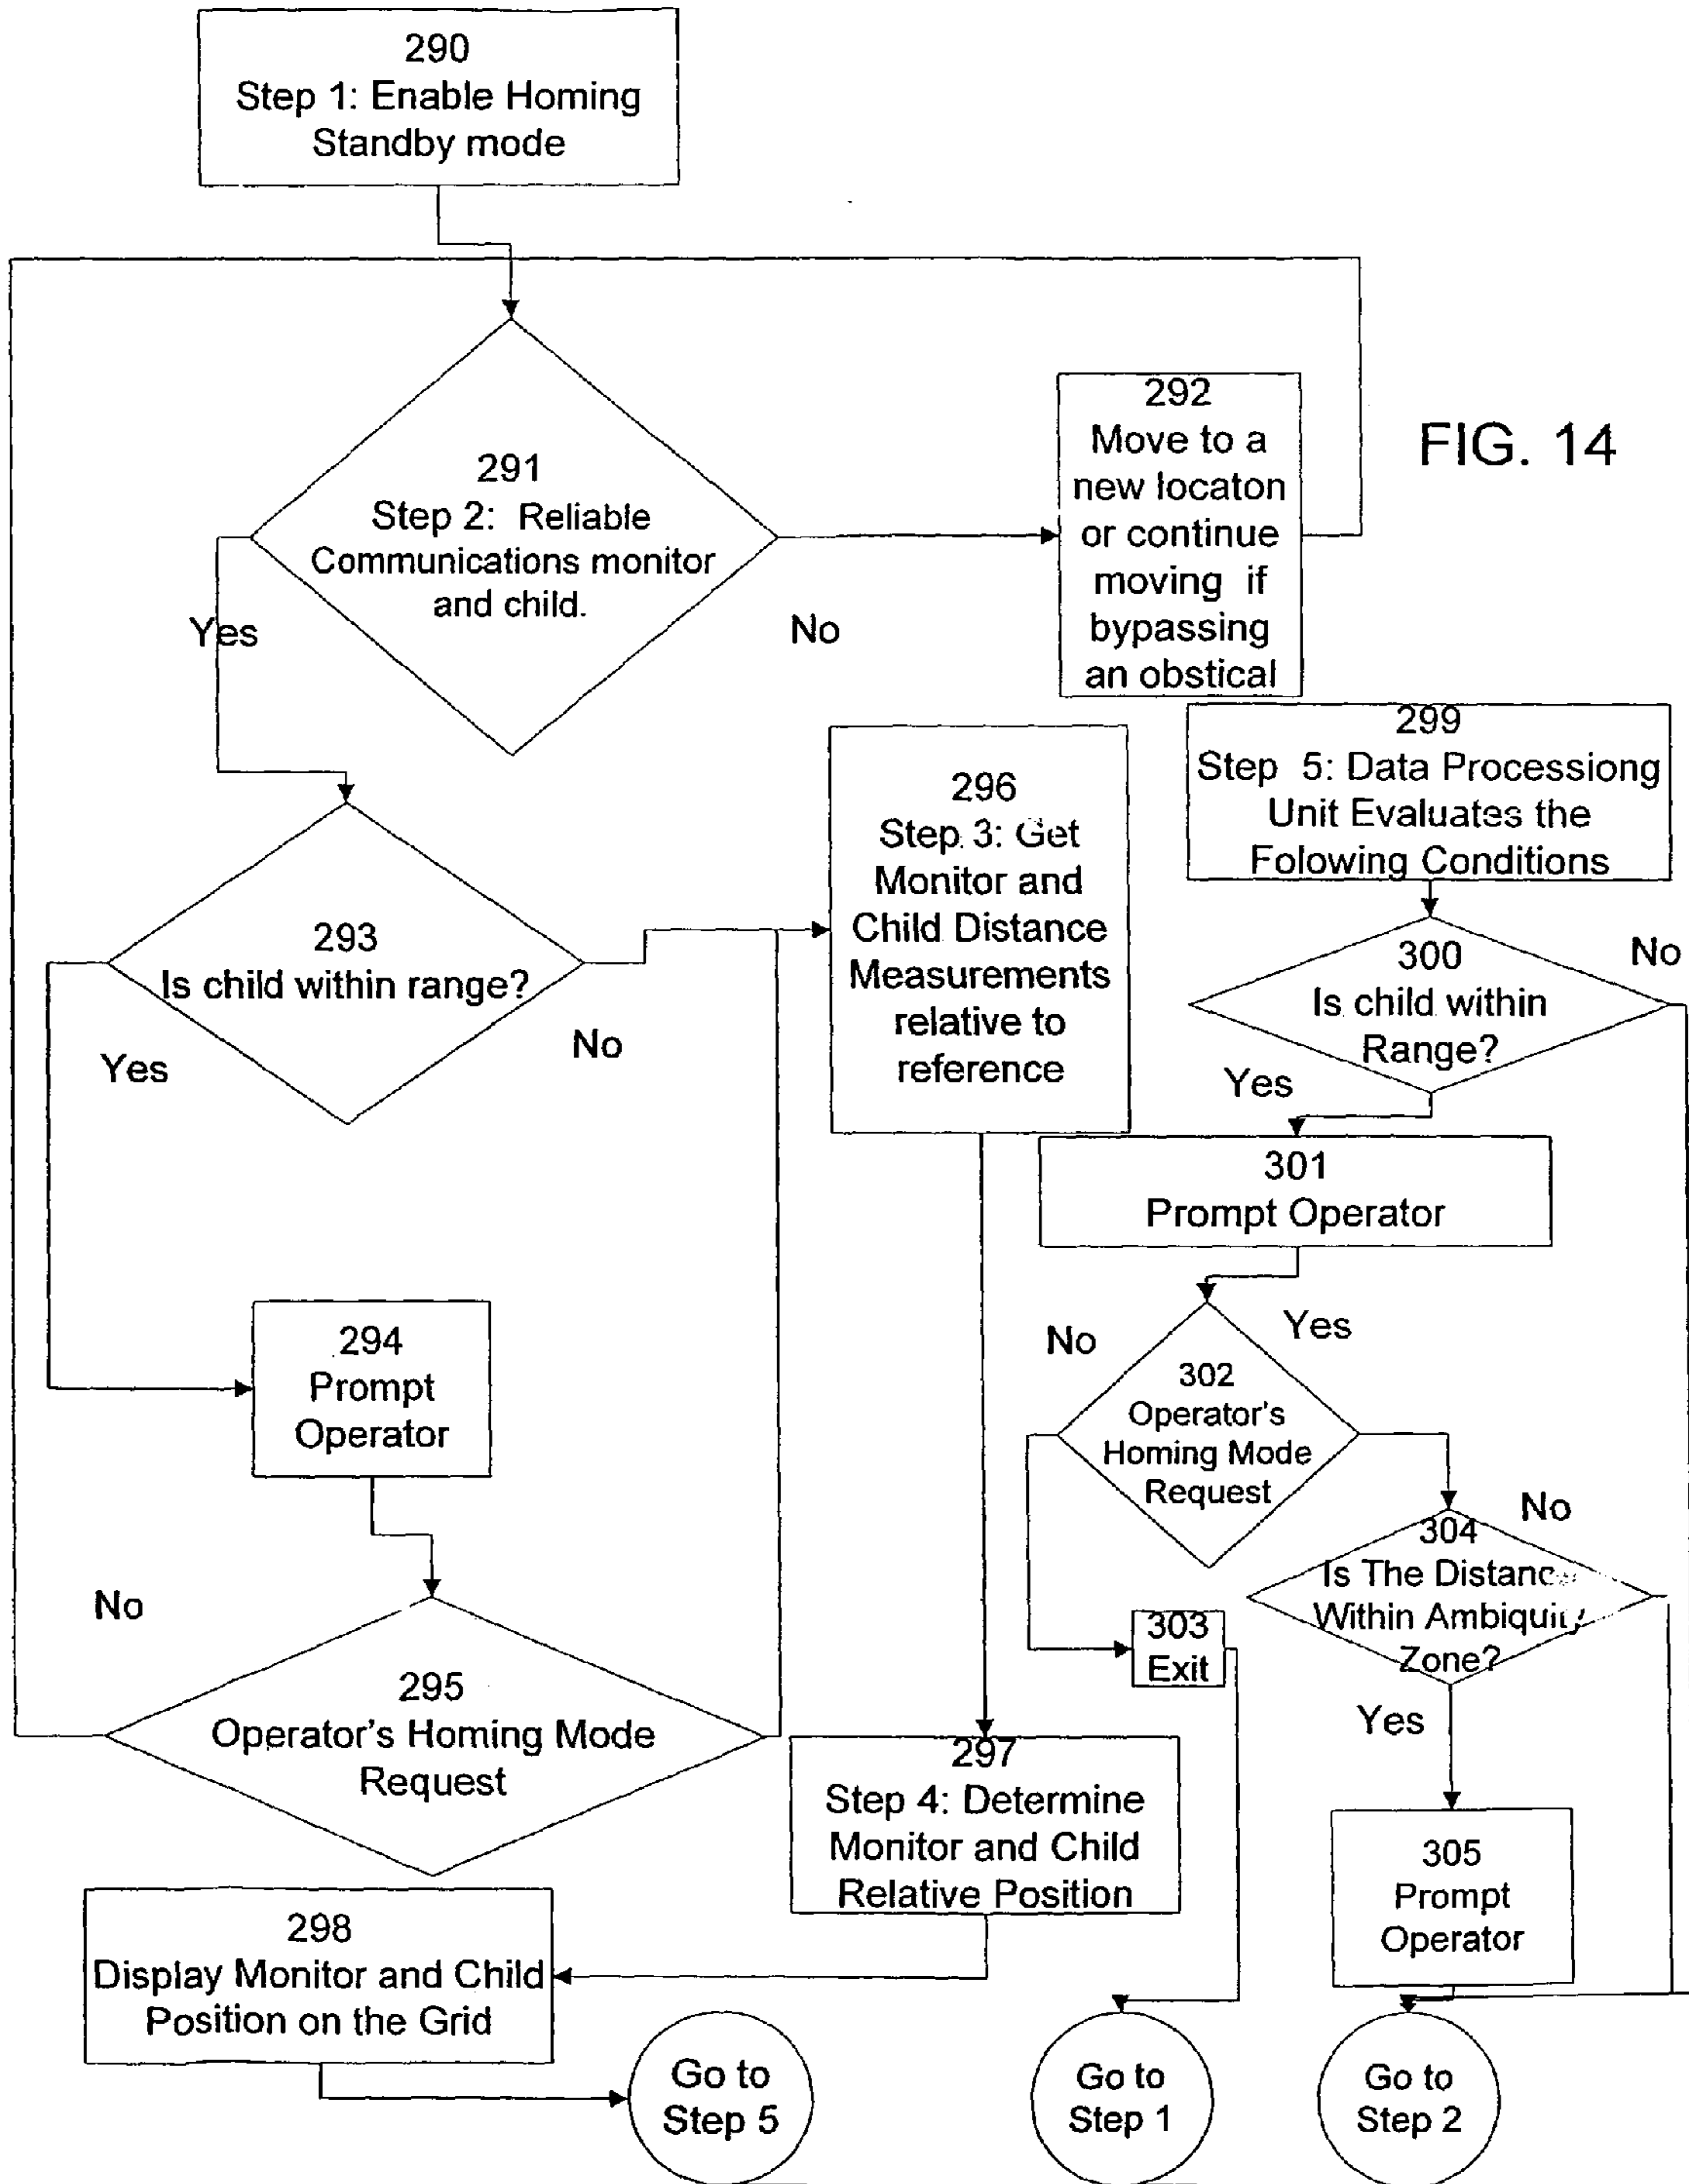 290
Step 1: Enable Homing
Standby mode
291
Step 2: Reliable
Communications monitor
and child.
Yes
No
292
Move to a
new locaton
or continue
moving if
bypassing
an obstical
FIG. 14
293
Is child within range?
Yes
No
294
Prompt
Operator
No
295
Operator's Homing Mode
Request
296
Step 3: Get
Monitor and
Child Distance
Measurements
relative to
reference
297
Step 4: Determine
Monitor and Child
Relative Position
298
Display Monitor and Child
Position on the Grid
Go to
Step 5
299
Step 5: Data Processiong
Unit Evaluates the
Folowing Conditions
300
Is child within
Range?
No
Yes
301
Prompt Operator
No
Yes
302
Operator's
Homing Mode
Request
303
Exit
No
304
Is The Distance
Within Ambiquity
Zone?
Yes
305
Prompt
Operator
Go to
Step 1
Go to
Step 2